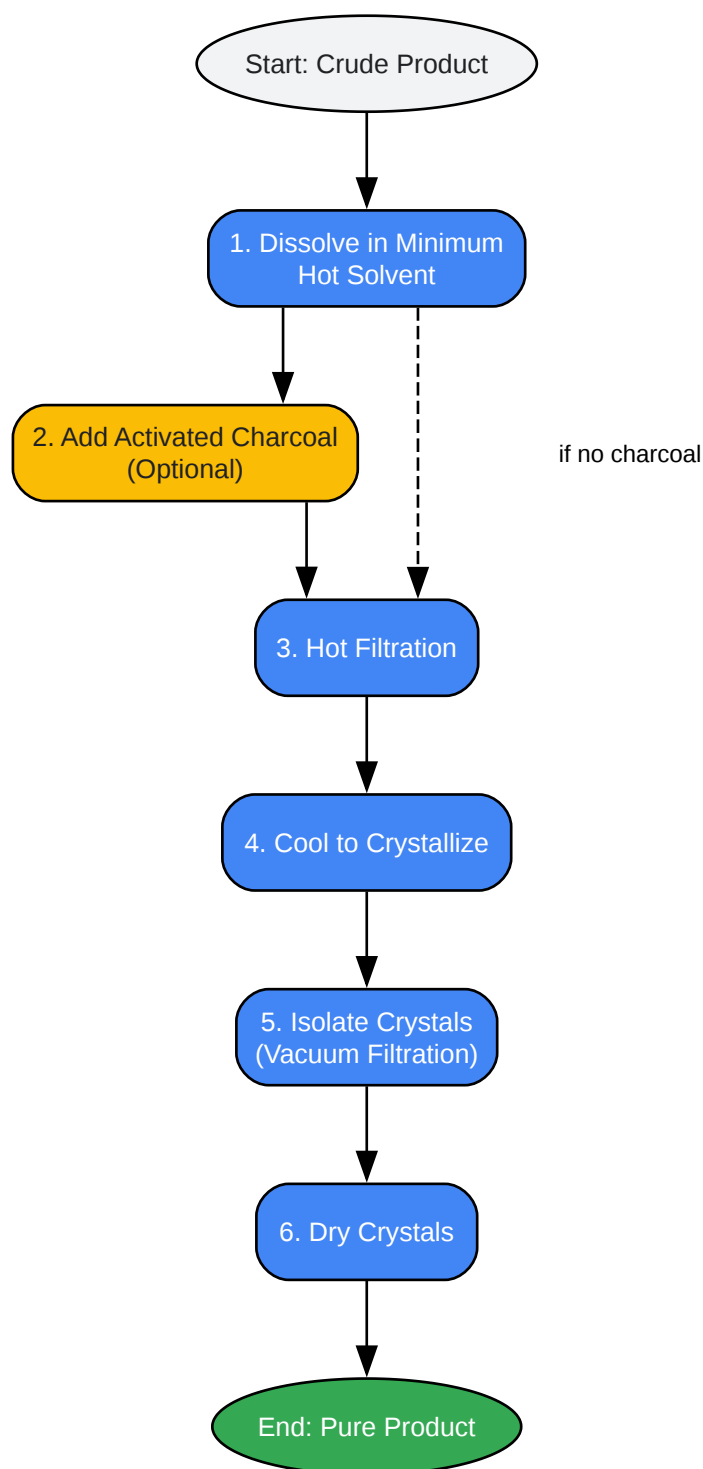 Start: Crude Product
1. Dissolve in Minimum
Hot Solvent
2. Add Activated Charcoal
(Optional)
if no charcoal
3. Hot Filtration
4. Cool to Crystallize
5. Isolate Crystals
(Vacuum Filtration)
6. Dry Crystals
End: Pure Product